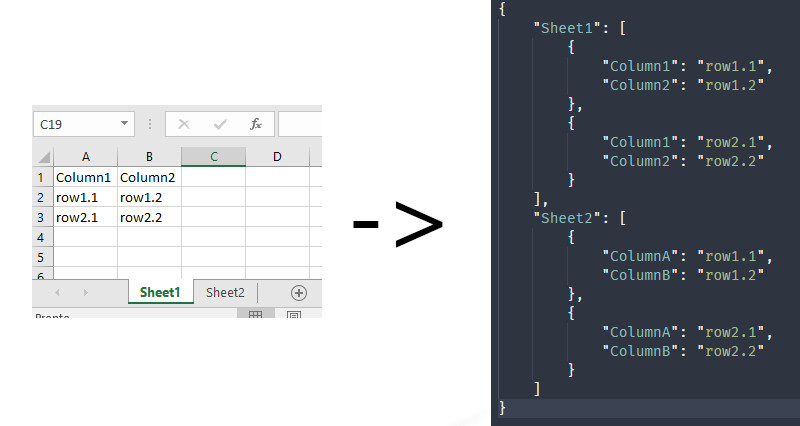 C19
A B C D
1 Column1 Column2
2 row1.1 row1.2
3 row2.1 row2.2
4
5
6
Sheet1 Sheet2
Pronto
->
{
"Sheet1": [
{
"Column1": "row1.1",
"Column2": "row1.2"
},
{
"Column1": "row2.1",
"Column2": "row2.2"
}
],
"Sheet2": [
{
"ColumnA": "row1.1",
"ColumnB": "row1.2"
},
{
"ColumnA": "row2.1",
"ColumnB": "row2.2"
}
]
}